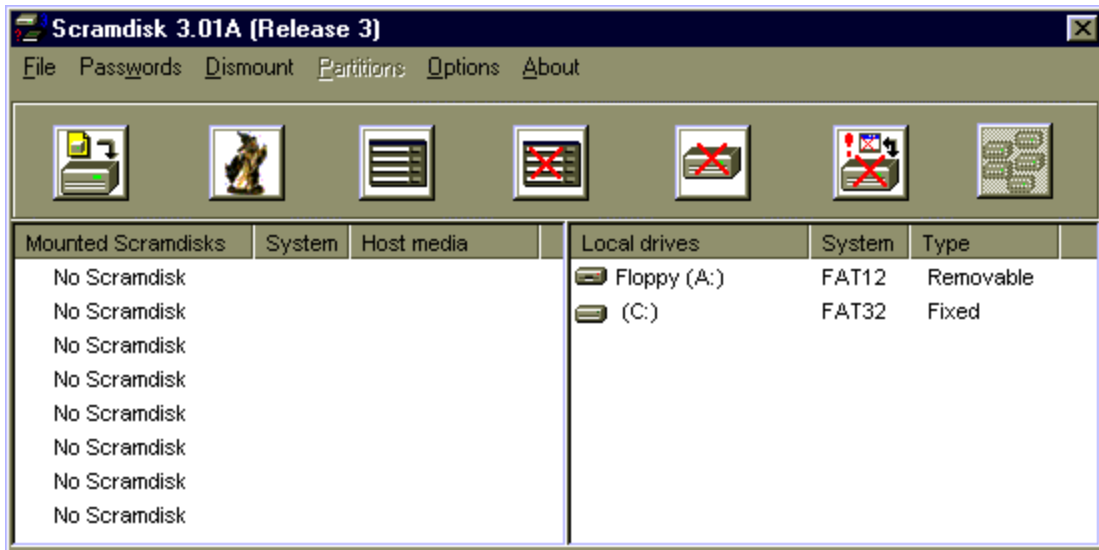 Scramdisk 3.01A (Release 3)
File Passwords Dismount Partitions Options About
Mounted Scramdisks System Host media Local drives System Type
No Scramdisk Floppy (A:) FAT12 Removable
No Scramdisk (C:) FAT32 Fixed
No Scramdisk
No Scramdisk
No Scramdisk
No Scramdisk
No Scramdisk
No Scramdisk